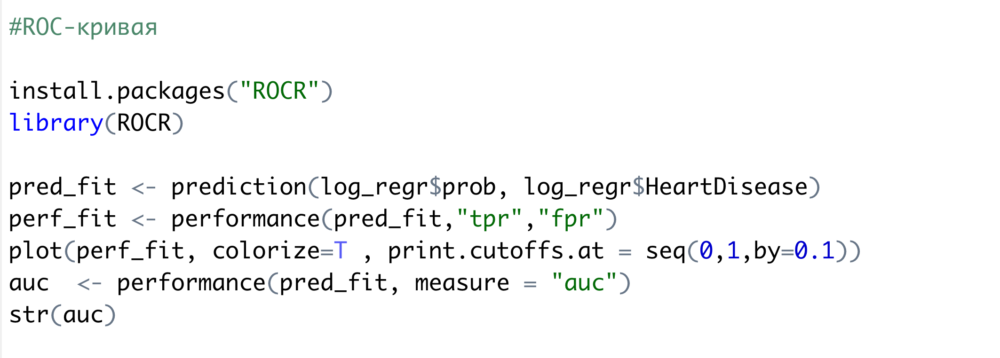 #ROC-кривая
install.packages("ROCR")
library(ROCR)
pred_fit <- prediction(log_regr$prob, log_regr$HeartDisease)
perf_fit <- performance(pred_fit,"tpr","fpr")
plot(perf_fit, colorize=T , print.cutoffs.at = seq(0,1,by=0.1))
auc  <- performance(pred_fit, measure = "auc")
str(auc)